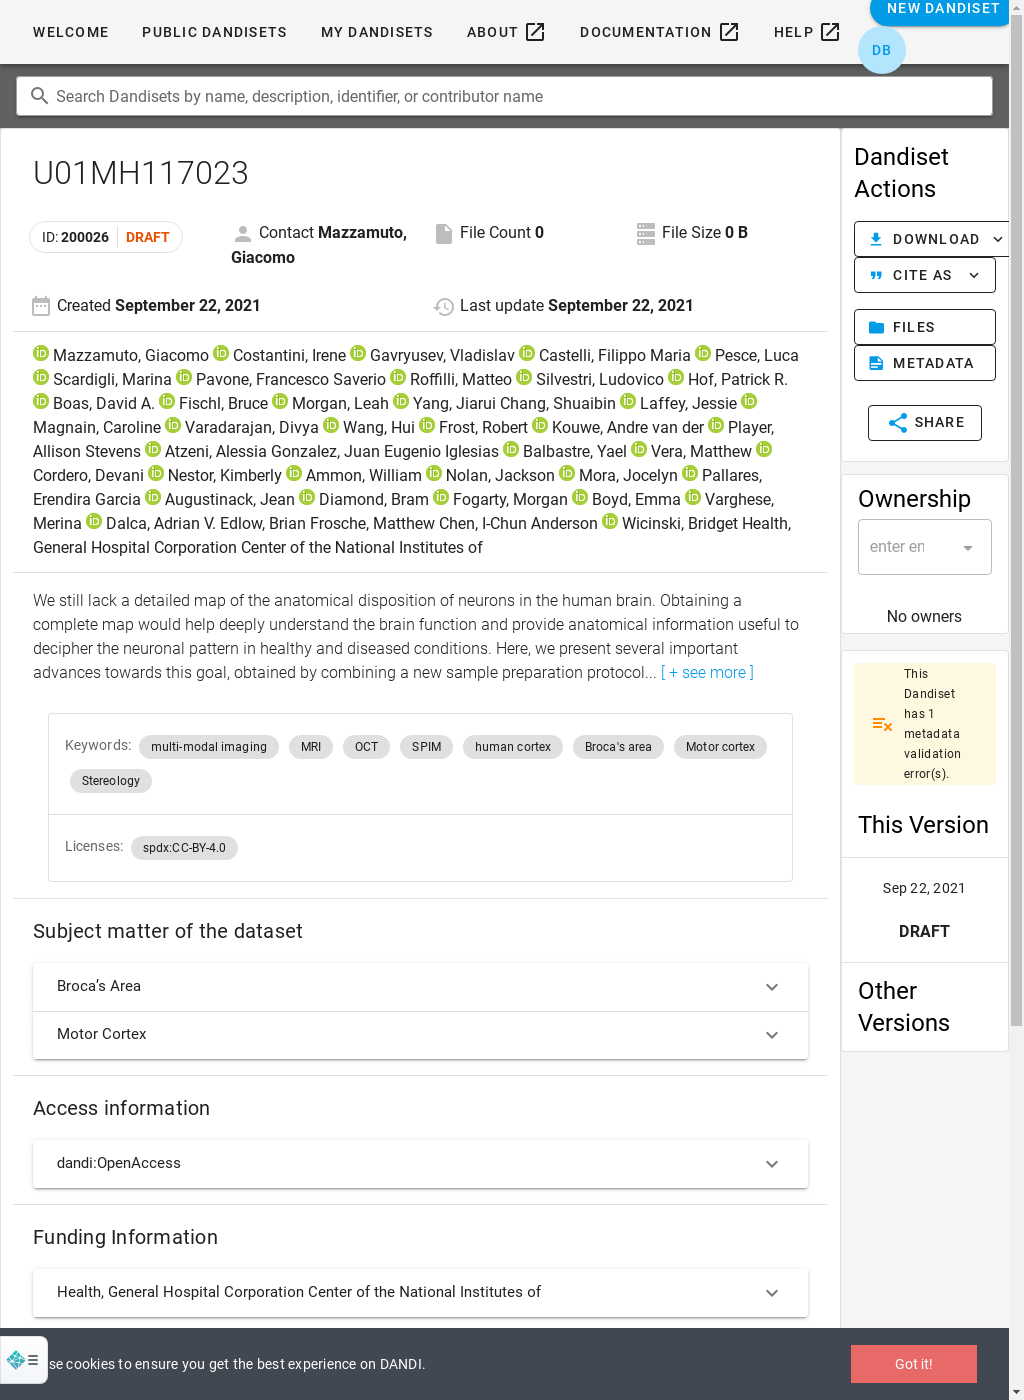 NEW DANDISET
WELCOME PUBLIC DANDISETS MY DANDISETS ABOUT DOCUMENTATION HELP
DB
Search Dandisets by name, description, identifier, or contributor name
U01MH117023
ID: 200026 DRAFT
Contact Mazzamuto, Giacomo
File Count 0
File Size 0 B
Created September 22, 2021
Last update September 22, 2021
Mazzamuto, Giacomo Costantini, Irene Gavryusev, Vladislav Castelli, Filippo Maria Pesce, Luca
Scardigli, Marina Pavone, Francesco Saverio Roffilli, Matteo Silvestri, Ludovico Hof, Patrick R.
Boas, David A. Fischl, Bruce Morgan, Leah Yang, Jiarui Chang, Shuaibin Laffey, Jessie
Magnain, Caroline Varadarajan, Divya Wang, Hui Frost, Robert Kouwe, Andre van der Player,
Allison Stevens Atzeni, Alessia Gonzalez, Juan Eugenio Iglesias Balbastre, Yael Vera, Matthew
Cordero, Devani Nestor, Kimberly Ammon, William Nolan, Jackson Mora, Jocelyn Pallares,
Erendira Garcia Augustinack, Jean Diamond, Bram Fogarty, Morgan Boyd, Emma Varghese,
Merina Dalca, Adrian V. Edlow, Brian Frosche, Matthew Chen, I-Chun Anderson Wicinski, Bridget Health,
General Hospital Corporation Center of the National Institutes of
We still lack a detailed map of the anatomical disposition of neurons in the human brain. Obtaining a
complete map would help deeply understand the brain function and provide anatomical information useful to
decipher the neuronal pattern in healthy and diseased conditions. Here, we present several important
advances towards this goal, obtained by combining a new sample preparation protocol... [ + see more ]
Keywords: multi-modal imaging MRI OCT SPIM human cortex Broca's area Motor cortex
Stereology
Licenses: spdx:CC-BY-4.0
Subject matter of the dataset
Broca’s Area
Motor Cortex
Access information
dandi:OpenAccess
Funding Information
Health, General Hospital Corporation Center of the National Institutes of
Dandiset
Actions
DOWNLOAD
CITE AS
FILES
METADATA
SHARE
Ownership
enter en
No owners
This
Dandiset
has 1
metadata
validation
error(s).
This Version
Sep 22, 2021
DRAFT
Other
Versions
se cookies to ensure you get the best experience on DANDI.
Got it!